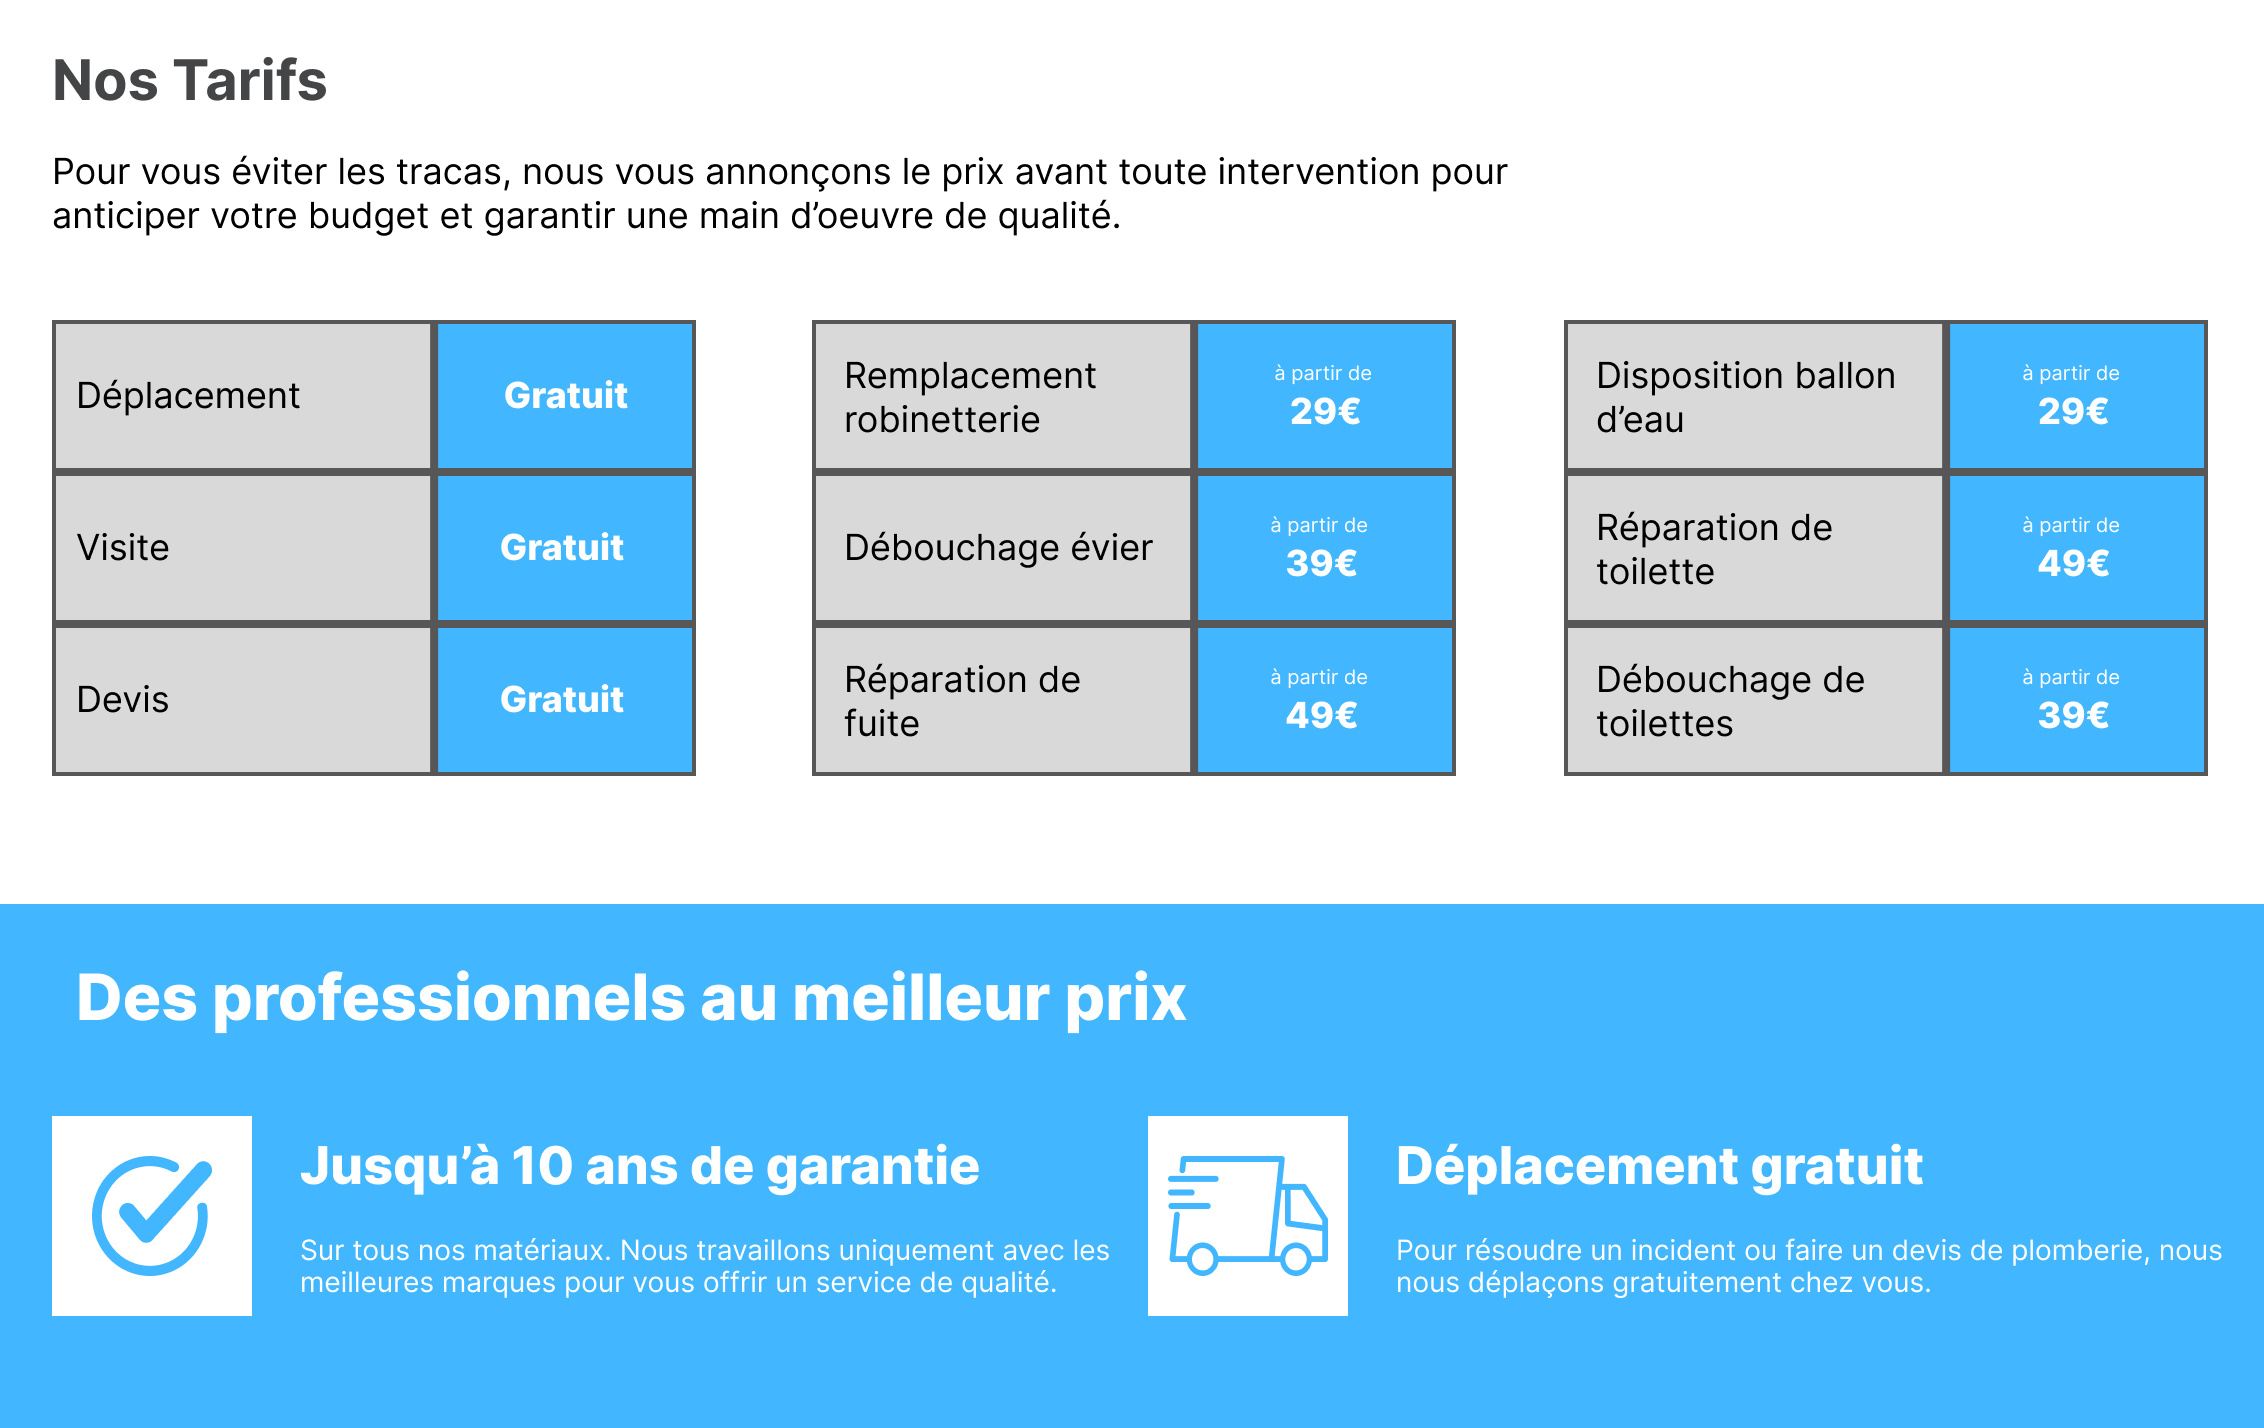 Nos Tarifs
Pour vous éviter les tracas, nous vous annonçons le prix avant toute intervention pour
anticiper votre budget et garantir une main d’oeuvre de qualité.
Déplacement
Gratuit
Visite
Gratuit
Devis
Gratuit
Remplacement
robinetterie
à partir de
29€
Débouchage évier
à partir de
39€
Réparation de
fuite
à partir de
49€
Disposition ballon
d’eau
à partir de
29€
Réparation de
toilette
à partir de
49€
Débouchage de
toilettes
à partir de
39€
Des professionnels au meilleur prix
Jusqu’à 10 ans de garantie
Sur tous nos matériaux. Nous travaillons uniquement avec les
meilleures marques pour vous offrir un service de qualité.
Déplacement gratuit
Pour résoudre un incident ou faire un devis de plomberie, nous
nous déplaçons gratuitement chez vous.